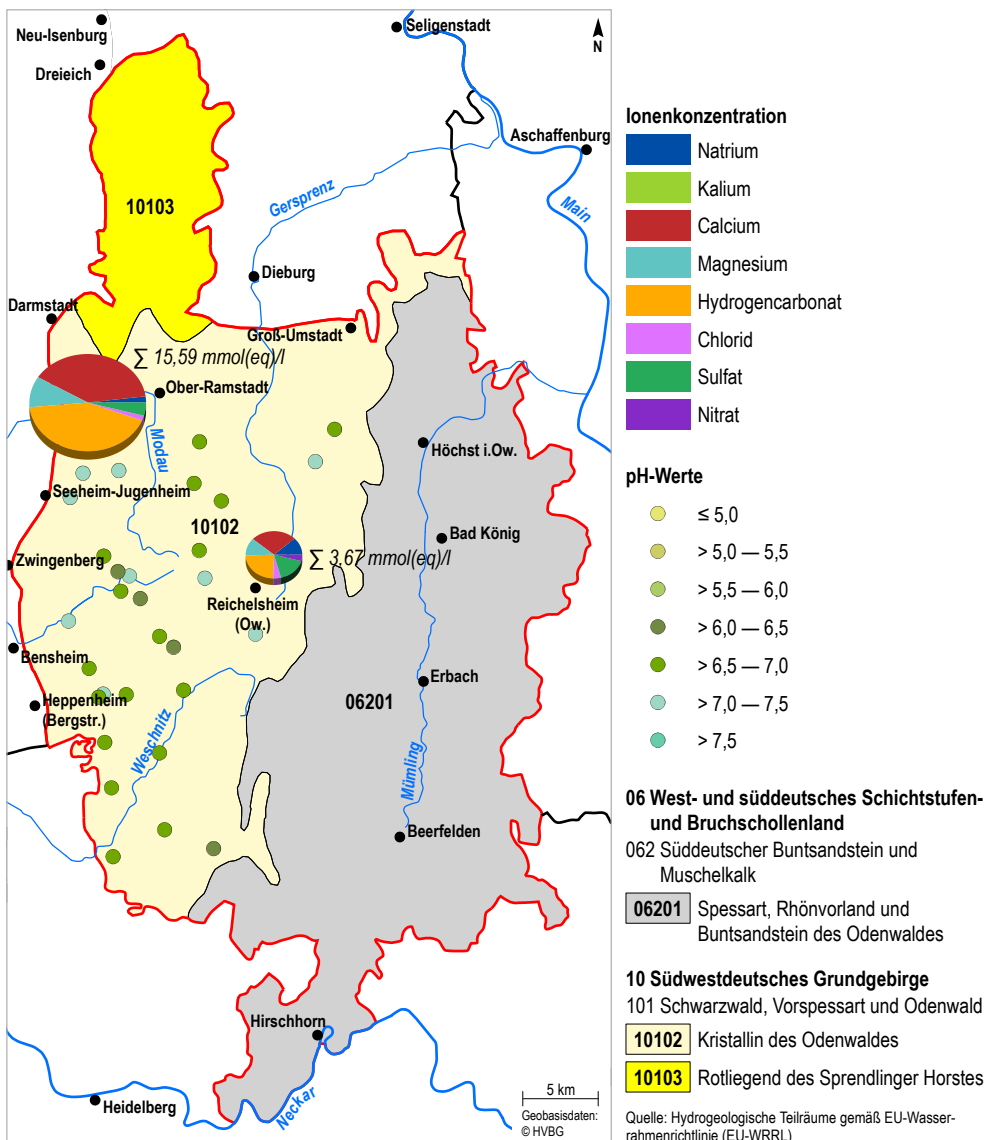 Neu-Isenburg
Dreieich
Seligenstadt
N
Aschaffenburg
Main
Gersprenz
10103
Dieburg
Darmstadt
Groß-Umstadt
∑ 15,59 mmol(eq)/l
Ober-Ramstadt
Modau
Höchst i.Ow.
Seeheim-Jugenheim
10102
Bad König
∑ 3,67 mmol(eq)/l
Zwingenberg
Reichelsheim
(Ow.)
Bensheim
Erbach
06201
Heppenheim
(Bergstr.)
Weschnitz
Mümling
Beerfelden
Hirschhorn
Neckar
Heidelberg
5 km
Geobasisdaten:
© HVBG
Ionenkonzentration
Natrium
Kalium
Calcium
Magnesium
Hydrogencarbonat
Chlorid
Sulfat
Nitrat
pH-Werte
≤ 5,0
> 5,0 — 5,5
> 5,5 — 6,0
> 6,0 — 6,5
> 6,5 — 7,0
> 7,0 — 7,5
> 7,5
06 West- und süddeutsches Schichtstufen-
und Bruchschollenland
062 Süddeutscher Buntsandstein und
Muschelkalk
06201 Spessart, Rhönvorland und
Buntsandstein des Odenwaldes
10 Südwestdeutsches Grundgebirge
101 Schwarzwald, Vorspessart und Odenwald
10102 Kristallin des Odenwaldes
10103 Rotliegend des Sprendlinger Horstes
Quelle: Hydrogeologische Teilräume gemäß EU-Wasser-
rahmenrichtlinie (EU-WRRL)